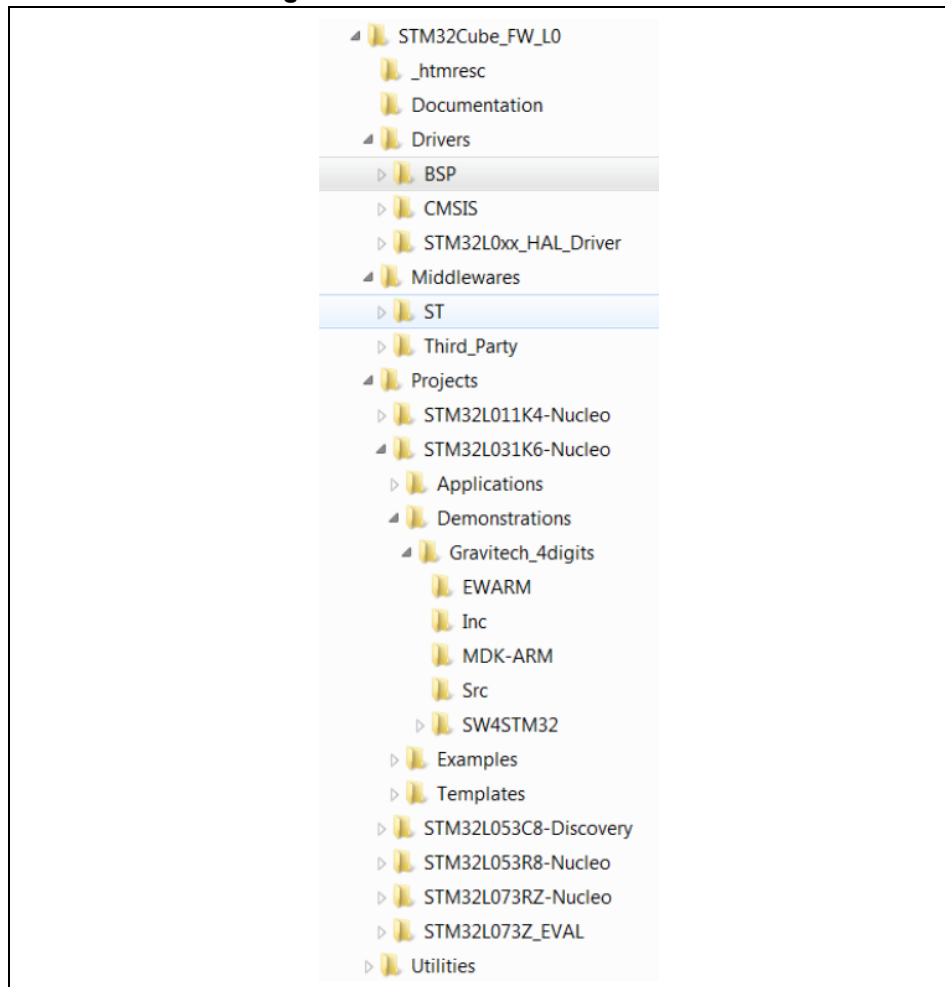 STM32Cube_FW_L0
_htmresc
Documentation
Drivers
BSP
CMSIS
STM32L0xx_HAL_Driver
Middlewares
ST
Third_Party
Projects
STM32L011K4-Nucleo
STM32L031K6-Nucleo
Applications
Demonstrations
Gravitech_4digits
EWARM
Inc
MDK-ARM
Src
SW4STM32
Examples
Templates
STM32L053C8-Discovery
STM32L053R8-Nucleo
STM32L073RZ-Nucleo
STM32L073Z_EVAL
Utilities